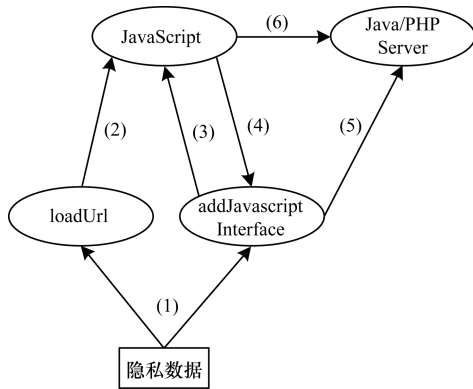 (6)
JavaScript
Java/PHP
Server
(2)
(3)
(4)
(5)
loadUrl
addJavascript
Interface
(1)
隐私数据